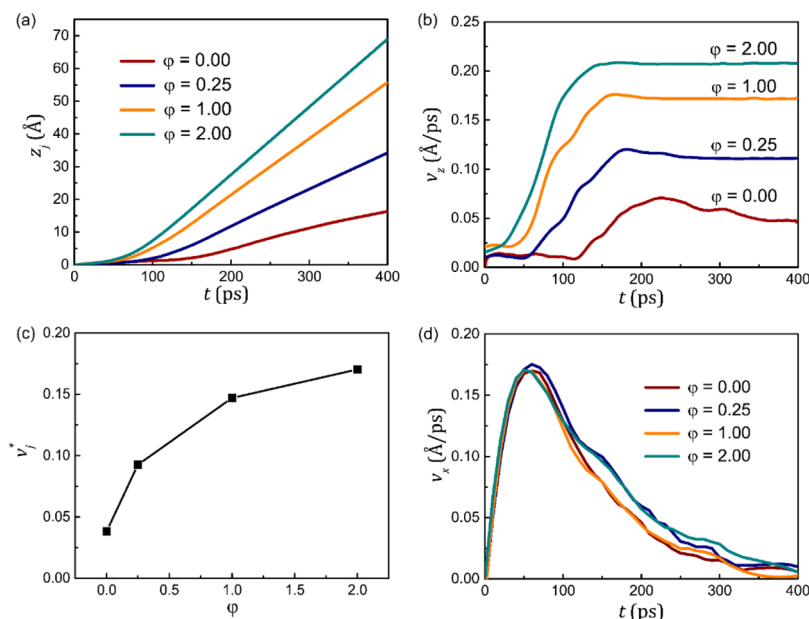 (a)
70
60
50
40
30
20
10
0
z_j (Å)
φ = 0.00
φ = 0.25
φ = 1.00
φ = 2.00
0 100 200 300 400
t (ps)
(b)
0.25
0.20
0.15
0.10
0.05
0.00
v_z (Å/ps)
φ = 2.00
φ = 1.00
φ = 0.25
φ = 0.00
0 100 200 300 400
t (ps)
(c)
0.20
0.15
0.10
0.05
0.00
v_j^*
0.0 0.5 1.0 1.5 2.0
φ
(d)
0.20
0.15
0.10
0.05
0.00
v_x (Å/ps)
φ = 0.00
φ = 0.25
φ = 1.00
φ = 2.00
0 100 200 300 400
t (ps)